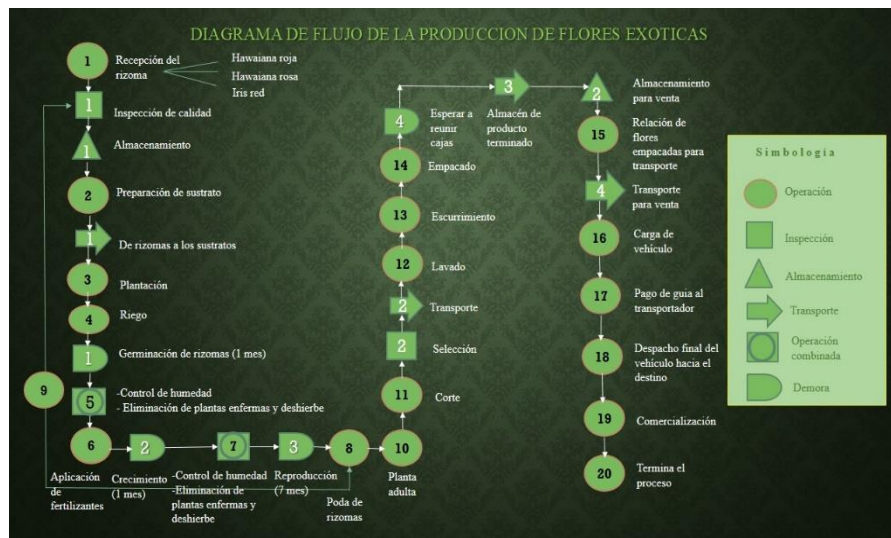 DIAGRAMA DE FLUJO DE LA PRODUCCION DE FLORES EXOTICAS
1
Recepción del
rizoma
Hawaiana roja
Hawaiana rosa
Iris red
1
Inspección de calidad
1
Almacenamiento
2
Preparación de sustrato
1
De rizomas a los sustratos
3
Plantación
4
Riego
1
Germinación de rizomas (1 mes)
5
-Control de humedad
- Eliminación de plantas enfermas y deshierbe
9
6
Aplicación
de
fertilizantes
2
Crecimiento
(1 mes)
7
-Control de humedad
-Eliminación de
plantas enfermas y
deshierbe
3
Reproducción
(7 mes)
8
Poda de
rizomas
10
Planta
adulta
11
Corte
2
Selección
2
Transporte
12
Lavado
13
Escurrimiento
14
Empacado
4
Esperar a
reunir
cajas
3
Almacén de
producto
terminado
2
Almacenamiento
para venta
15
Relación de
flores
empacadas para
transporte
4
Transporte
para venta
16
Carga de
vehículo
17
Pago de guia al
transportador
18
Despacho final del
vehículo hacia el
destino
19
Comercialización
20
Termina el
proceso
Simbología
Operación
Inspección
Almacenamiento
Transporte
Operación
combinada
Demora